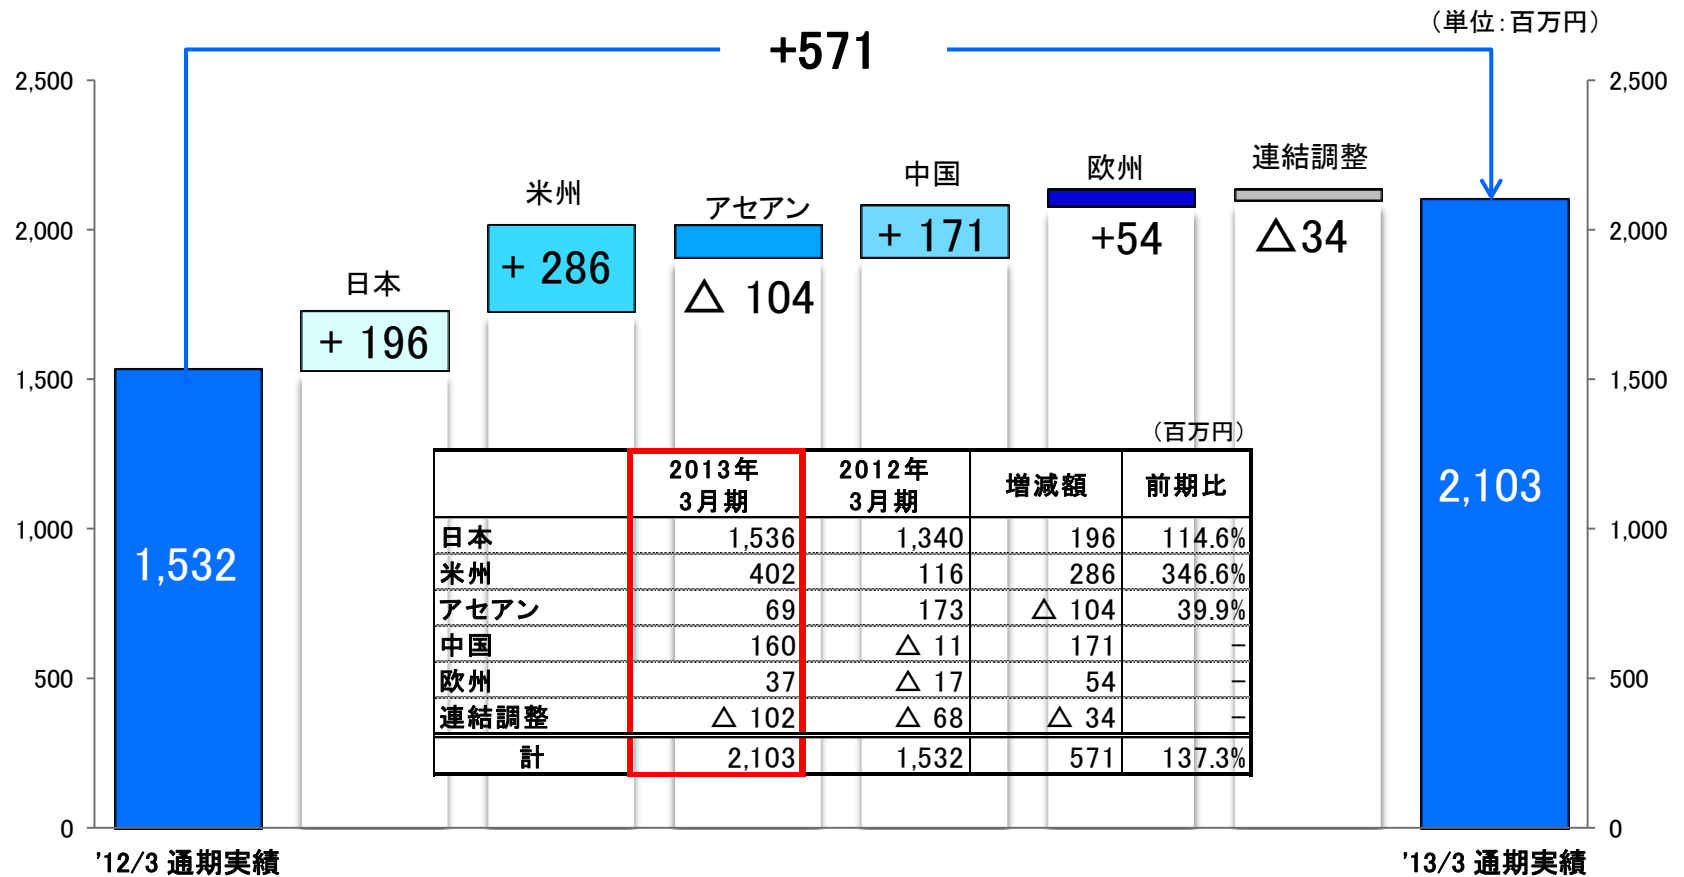 （単位：百万円）
+571
2,500
2,000
1,500
1,000
500
0
2,500
2,000
1,500
1,000
500
0
日本
+ 196
米州
+ 286
アセアン
△ 104
中国
+ 171
欧州
+54
連結調整
△34
1,532
2,103
（百万円）
2013年 2012年
3月期 3月期 増減額 前期比
日本 1,536 1,340 196 114.6%
米州 402 116 286 346.6%
アセアン 69 173 △ 104 39.9%
中国 160 △ 11 171 −
欧州 37 △ 17 54 −
連結調整 △ 102 △ 68 △ 34 −
計 2,103 1,532 571 137.3%
'12/3 通期実績
'13/3 通期実績